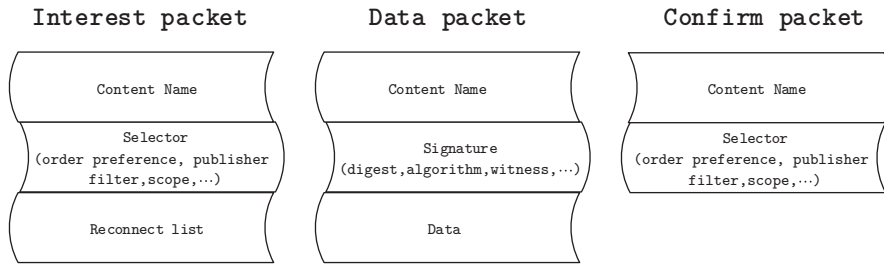 Interest packet
Content Name
Selector
(order preference, publisher
filter,scope,⋯)
Reconnect list
Data packet
Content Name
Signature
(digest,algorithm,witness,⋯)
Data
Confirm packet
Content Name
Selector
(order preference, publisher
filter,scope,⋯)